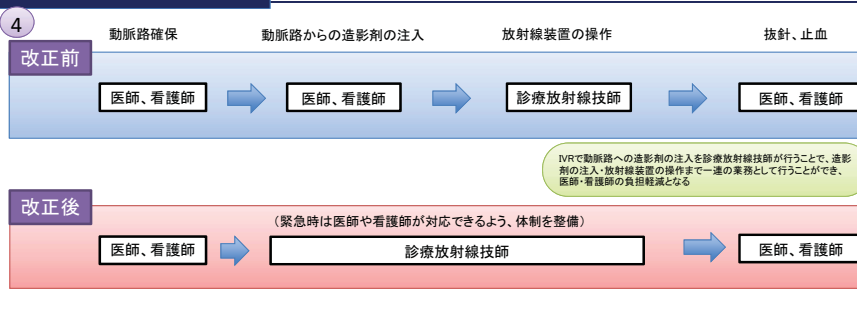 4
動脈路確保
動脈路からの造影剤の注入
放射線装置の操作
抜針、止血
改正前
医師、看護師
医師、看護師
診療放射線技師
医師、看護師
IVRで動脈路への造影剤の注入を診療放射線技師が行うことで、造影
剤の注入・放射線装置の操作まで一連の業務として行うことができ、
医師・看護師の負担軽減となる
改正後
（緊急時は医師や看護師が対応できるよう、体制を整備）
医師、看護師
診療放射線技師
医師、看護師